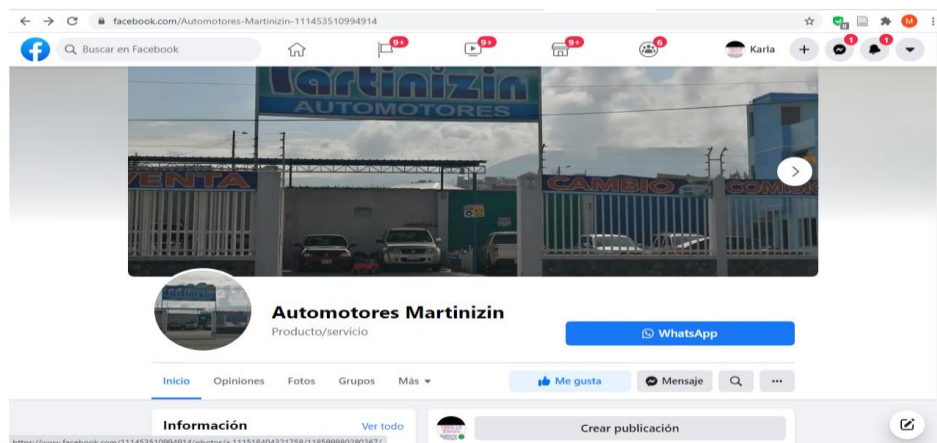 facebook.com/Automotores-Martinizin-111453510994914
M
Buscar en Facebook
9+
9+
9+
6
Karla
1
1
Martinizin
AUTOMOTORES
VENTA
CAMBIO
Automotores Martinizin
Producto/servicio
WhatsApp
Inicio
Opiniones
Fotos
Grupos
Más
Me gusta
Mensaje
Información
Ver todo
Crear publicación